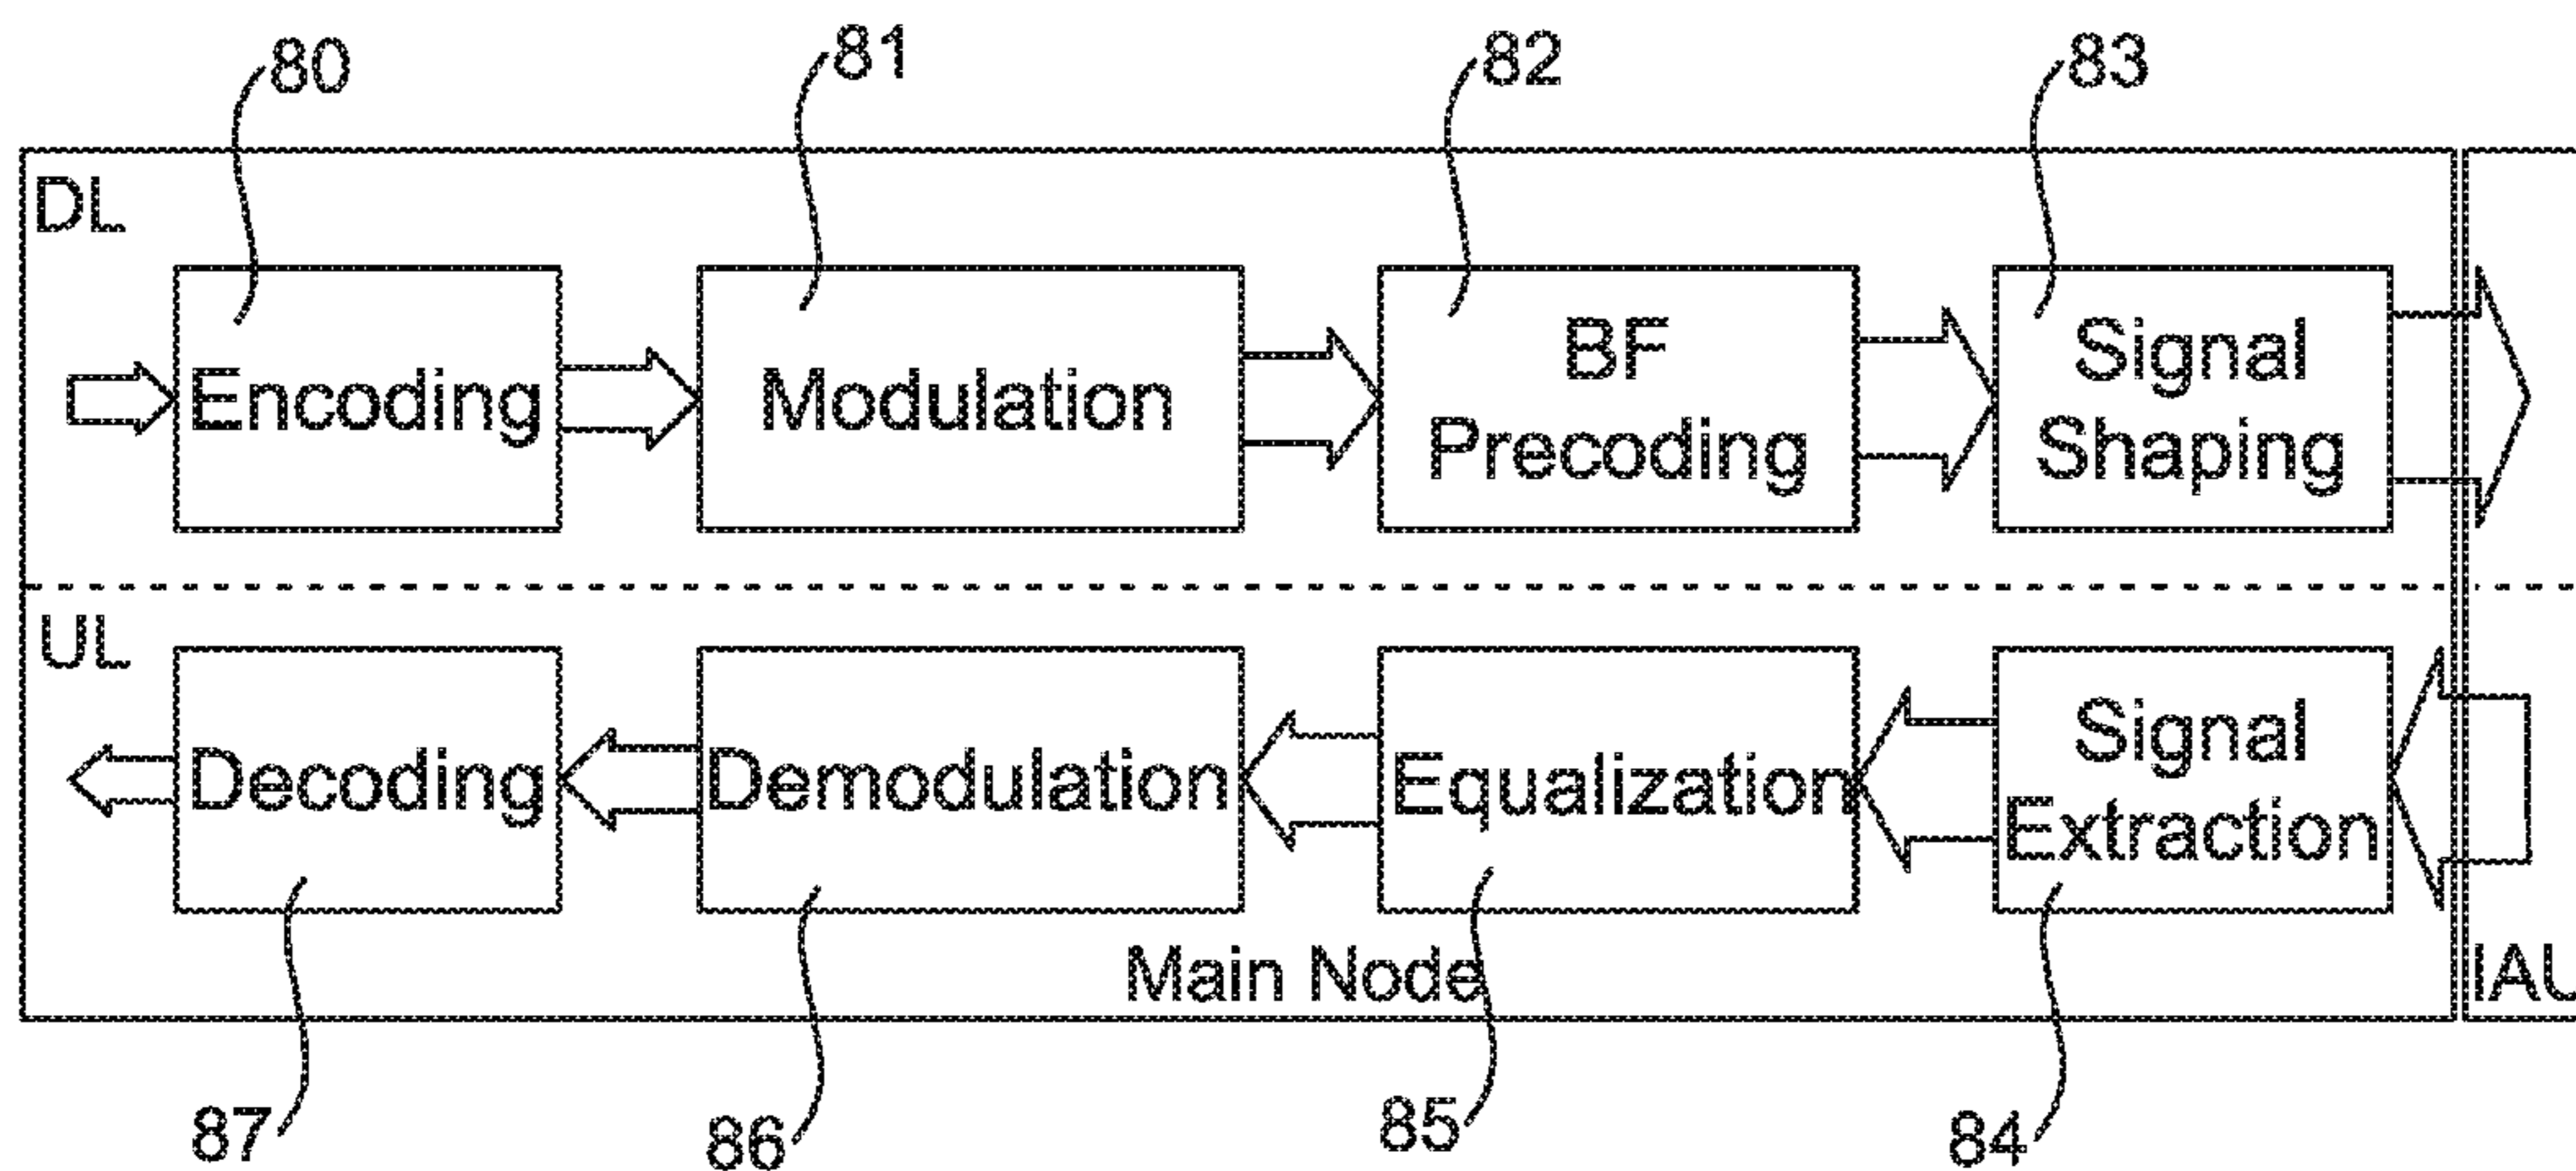 80
81
82
83
DL
Encoding
Modulation
BF
Precoding
Signal
Shaping
UL
Decoding
Demodulation
Equalization
Signal
Extraction
Main Node
IAU
87
86
85
84